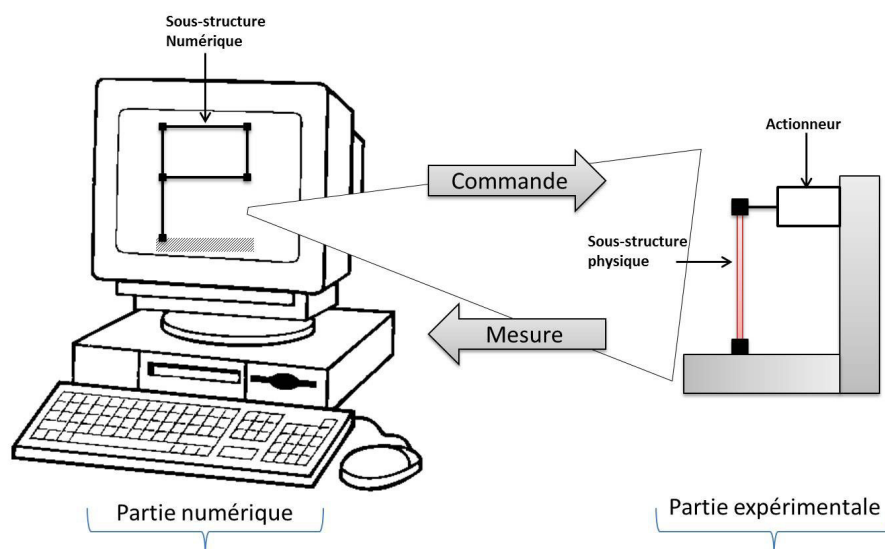 Sous-structure
Numérique
Commande
Actionneur
Sous-structure
physique
Mesure
Partie numérique
Partie expérimentale